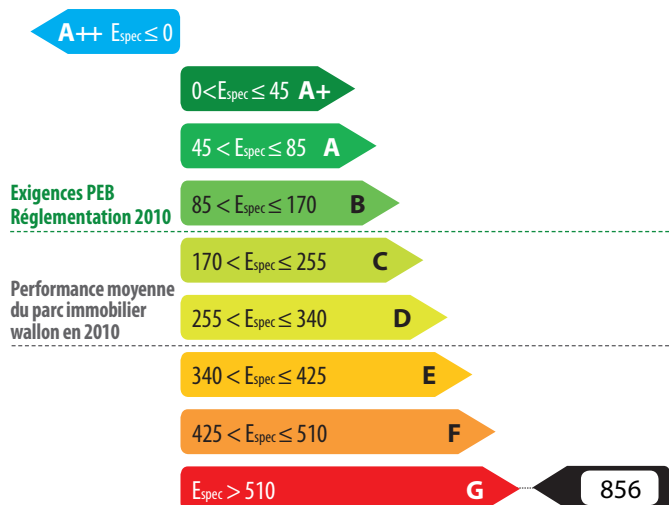 A++ Espec ≤ 0
0<Espec ≤ 45 A+
45 < Espec ≤ 85 A
Exigences PEB
Réglementation 2010
85 < Espec ≤ 170 B
170 < Espec ≤ 255 C
Performance moyenne
du parc immobilier
wallon en 2010
255 < Espec ≤ 340 D
340 < Espec ≤ 425 E
425 < Espec ≤ 510 F
Espec > 510 G 856